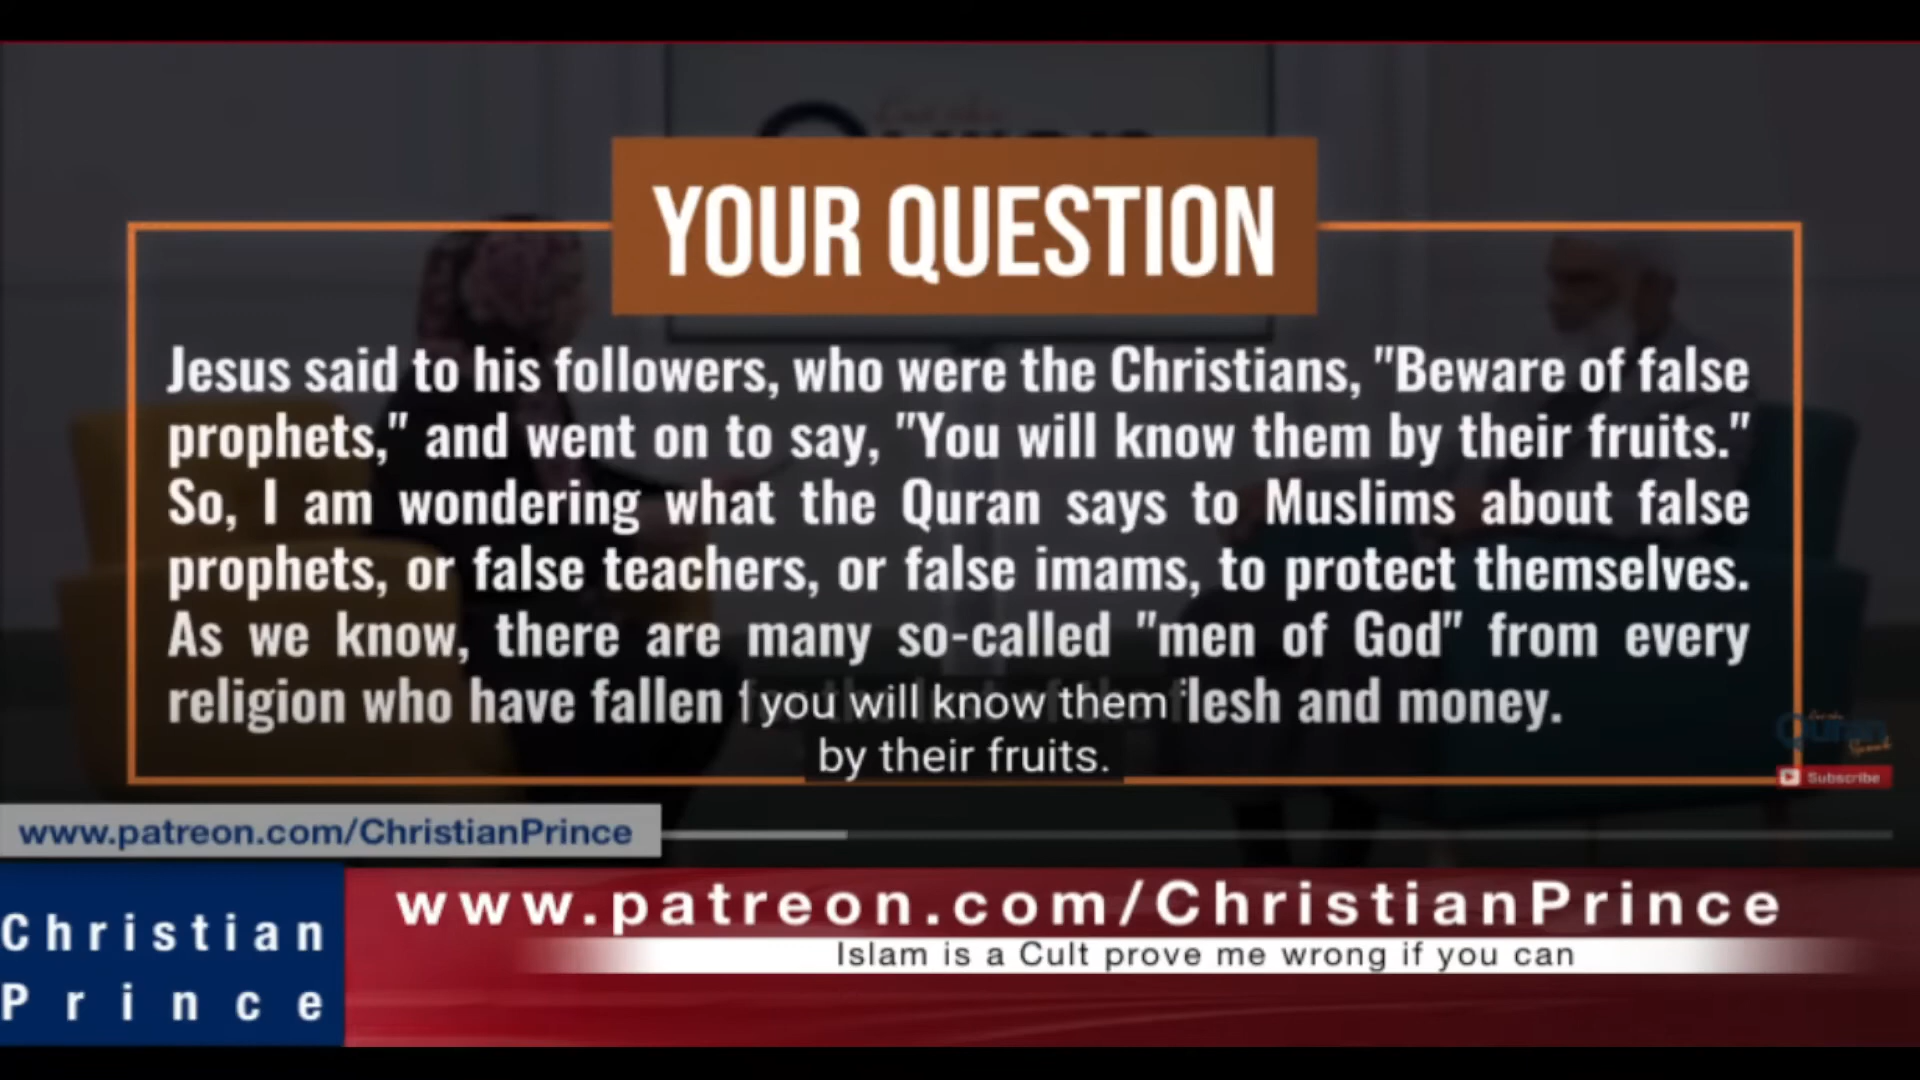 YOUR QUESTION
Jesus said to his followers, who were the Christians, "Beware of false
prophets," and went on to say, "You will know them by their fruits."
So, I am wondering what the Quran says to Muslims about false
prophets, or false teachers, or false imams, to protect themselves.
As we know, there are many so-called "men of God" from every
religion who have fallen lesh and money.
you will know them
by their fruits.
Quran
Speak
Subscribe
www.patreon.com/ChristianPrince
Christian
Prince
www.patreon.com/ChristianPrince
Islam is a Cult prove me wrong if you can